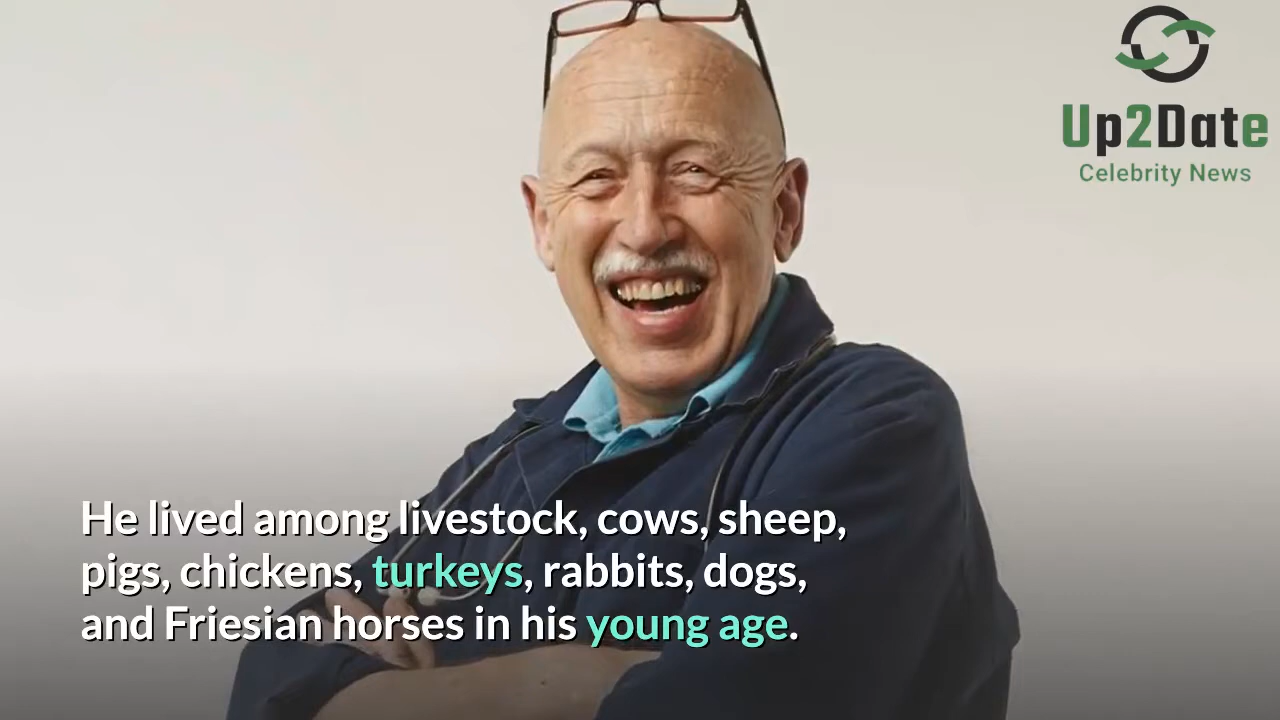 Up2Date
Celebrity News
He lived among livestock, cows, sheep,
pigs, chickens, turkeys, rabbits, dogs,
and Friesian horses in his young age.